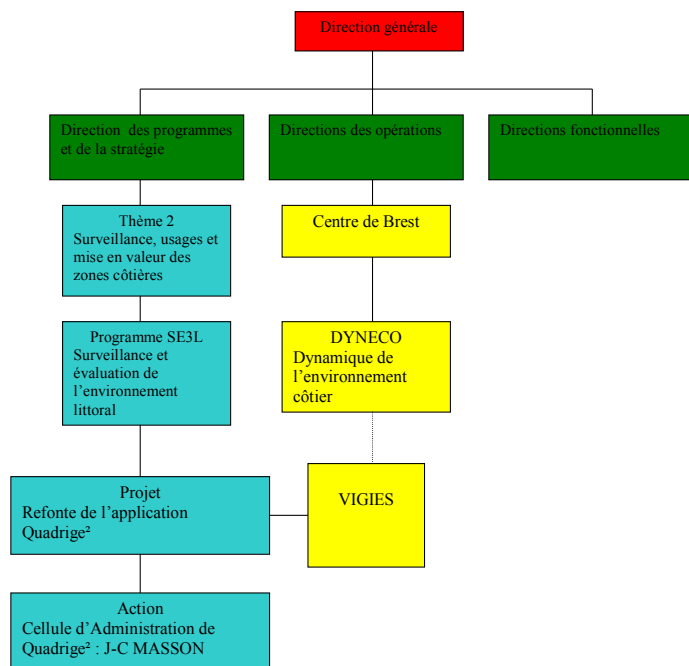 Direction générale
Direction des programmes
et de la stratégie
Directions des opérations
Directions fonctionnelles
Thème 2
Surveillance, usages et
mise en valeur des
zones côtières
Centre de Brest
Programme SE3L
Surveillance et
évaluation de
l’environnement
littoral
DYNECO
Dynamique de
l’environnement
côtier
Projet
Refonte de l’application
Quadrige²
VIGIES
Action
Cellule d’Administration de
Quadrige² : J-C MASSON